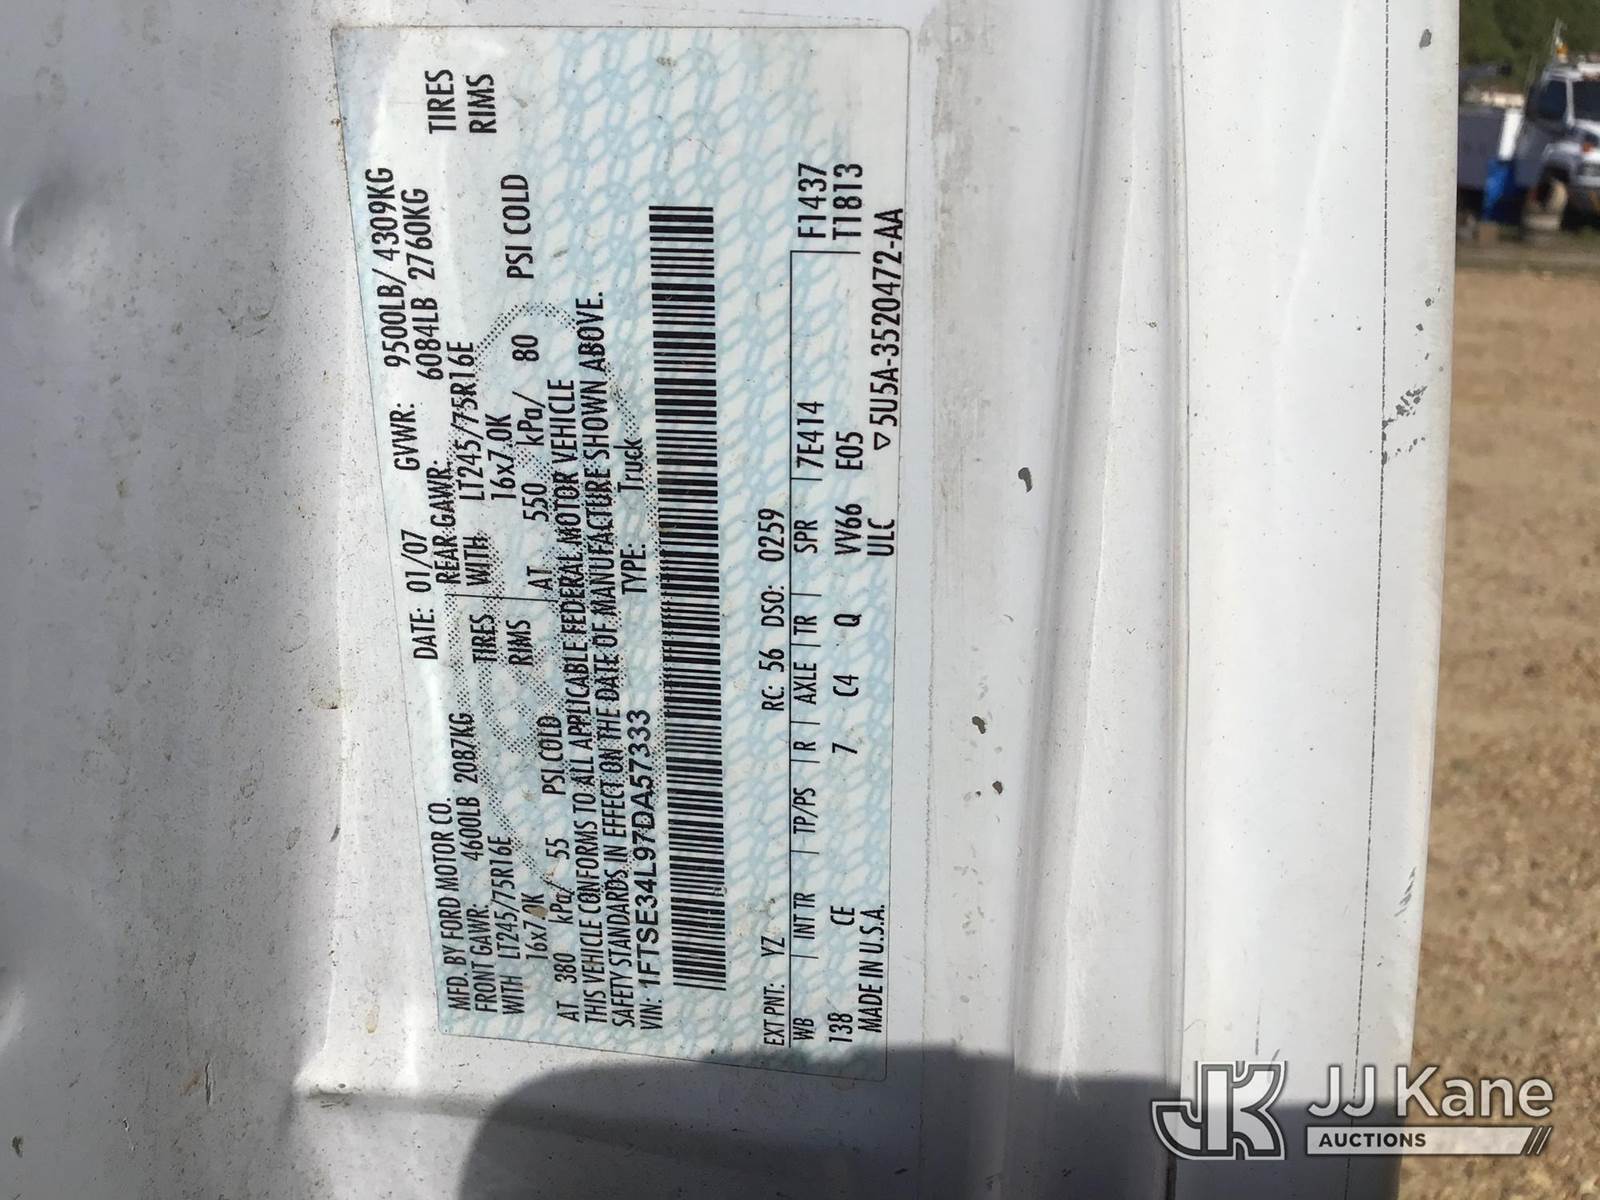 MFD. BY FORD MOTOR CO.
DATE: 01/07 GVWR: 9500LB/ 4309KG
FRONT GAWR: 4600LB 2087KG REAR GAWR: 6084LB 2760KG
WITH LT245/75R16E TIRES WITH LT245/75R16E TIRES
16x7.0K RIMS 16x7.0K RIMS
AT 380 kPa/ 55 PSI COLD AT 550 kPa/ 80 PSI COLD
THIS VEHICLE CONFORMS TO ALL APPLICABLE FEDERAL MOTOR VEHICLE
SAFETY STANDARDS IN EFFECT ON THE DATE OF MANUFACTURE SHOWN ABOVE.
VIN: 1FTSE34L97DA57333 TYPE: Truck
EXT PNT: YZ RC: 56 DSO: 0259
WB INT TR TP/PS R AXLE TR SPR 7E414 F1437
138 CE 7 C4 Q VV66 E05 T1813
MADE IN U.S.A. ULC ▽5U5A-3520472-AA
JK JJ Kane
AUCTIONS